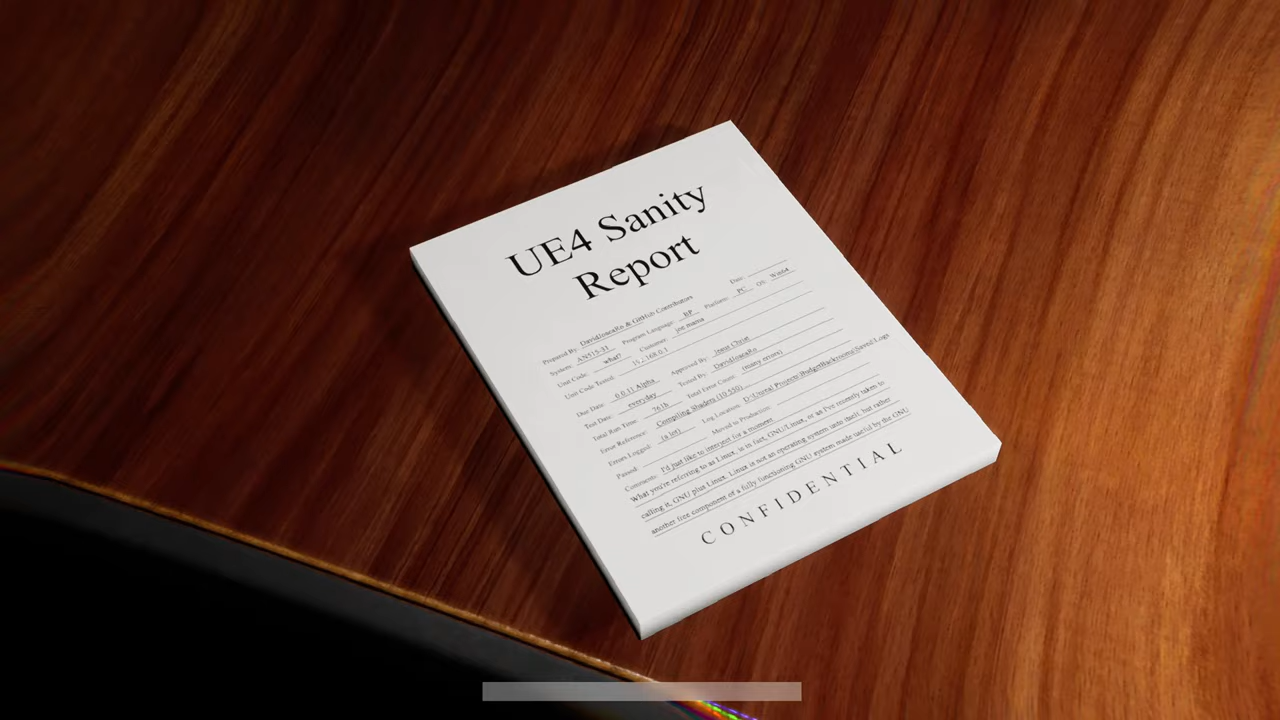 UE4 Sanity
Report
Prepared By: DavidIoscaRo & GitHub Contributors Date:
System: AN515-31 Program Language: BP Platform: PC OS: Win64
Unit Code: what? Customer: joe mama
Unit Code Tested: 192.168.0.1
Due Date: 0.0.11 Alpha Approved By: Jesus Christ
Test Date: everyday Tested By: DavidIoscaRo
Total Run Time: 761h Total Error Count: (many errors)
Error Reference: Compiling Shaders (10,550)
Errors Logged: (a lot) Log Location: D:\Unreal Projects\BudgetBackrooms\Saved\Logs
Passed: Moved to Production:
Comments: I'd just like to interject for a moment.
What you're referring to as Linux, is in fact, GNU/Linux, or as I've recently taken to
calling it, GNU plus Linux. Linux is not an operating system unto itself, but rather
another free component of a fully functioning GNU system made useful by the GNU
CONFIDENTIAL